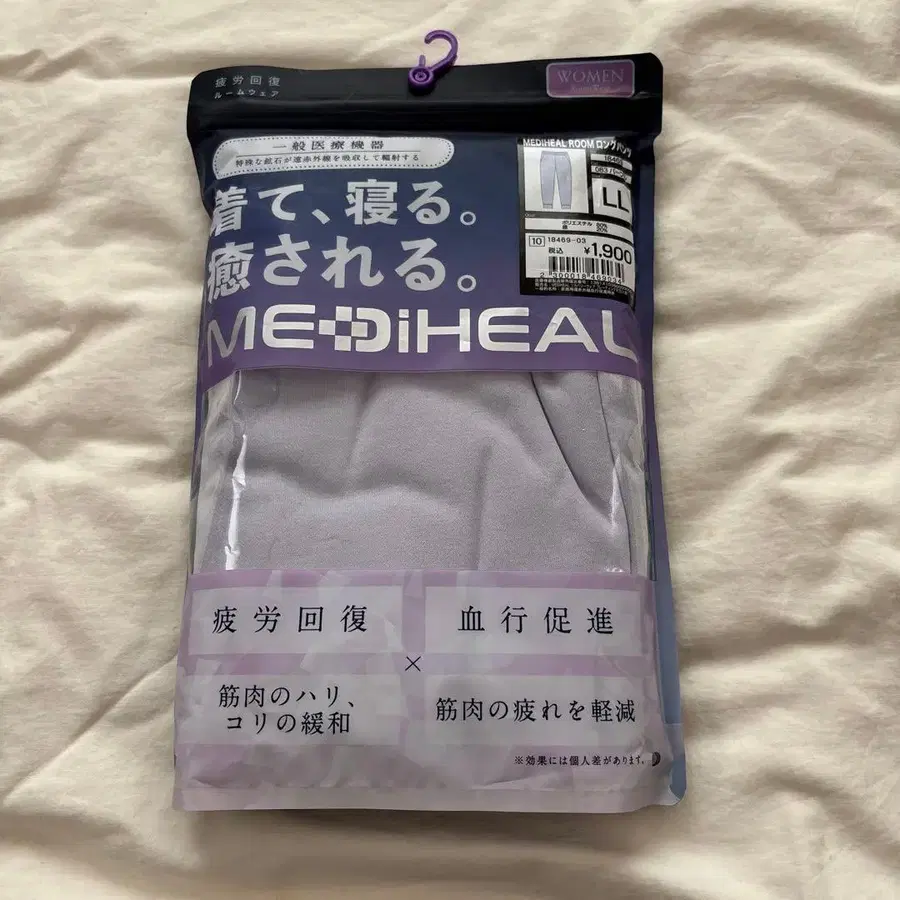 疲労回復
ルームウェア
WOMEN
一般医療機器
特殊な鉱石が遠赤外線を吸収して輻射する
着て、寝る。
癒される。
MEDiHEAL
MEDIHEAL ROOM ロングパンツ
18469
LL
ポリエステル 80%
綿 20%
10 18469-03
税込 ¥1,900
疲労回復
血行促進
×
筋肉のハリ、
コリの緩和
筋肉の疲れを軽減
※効果には個人差があります。